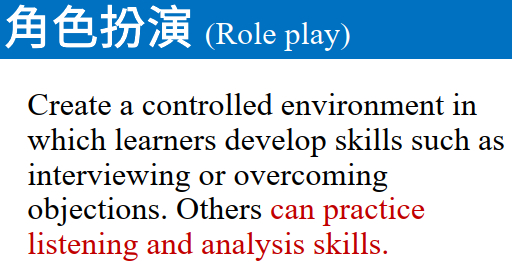 角色扮演 (Role play)
Create a controlled environment in
which learners develop skills such as
interviewing or overcoming
objections. Others can practice
listening and analysis skills.